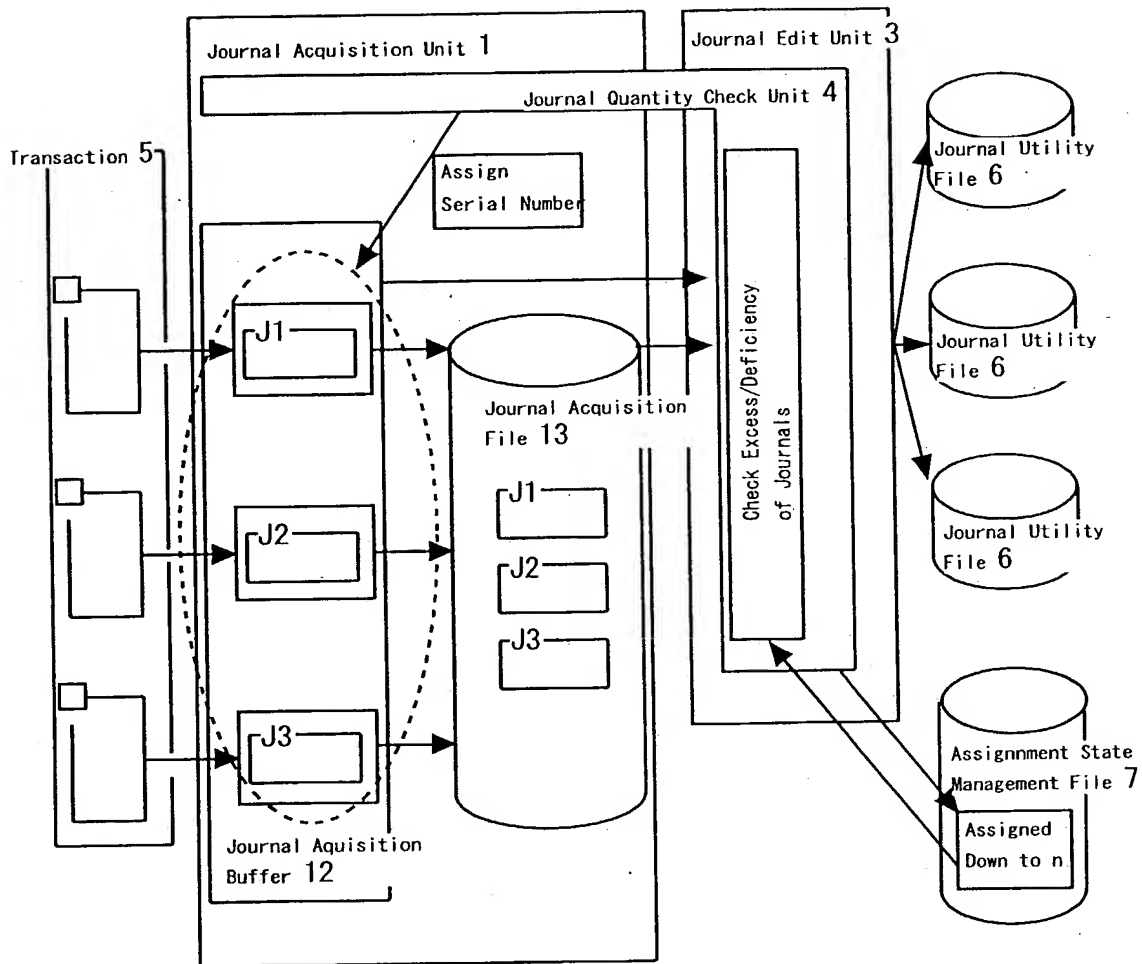 Journal Acquisition Unit 1
Journal Edit Unit 3
Journal Quantity Check Unit 4
Transaction 5
Assign
Serial Number
Journal Utility
File 6
J1
Journal Utility
File 6
Journal Acquisition
File 13
Check Excess/Deficiency
of Journals
J1
J2
J2
J3
Journal Utility
File 6
J3
Journal Aquisition
Buffer 12
Assignnment State
Management File 7
Assigned
Down to n